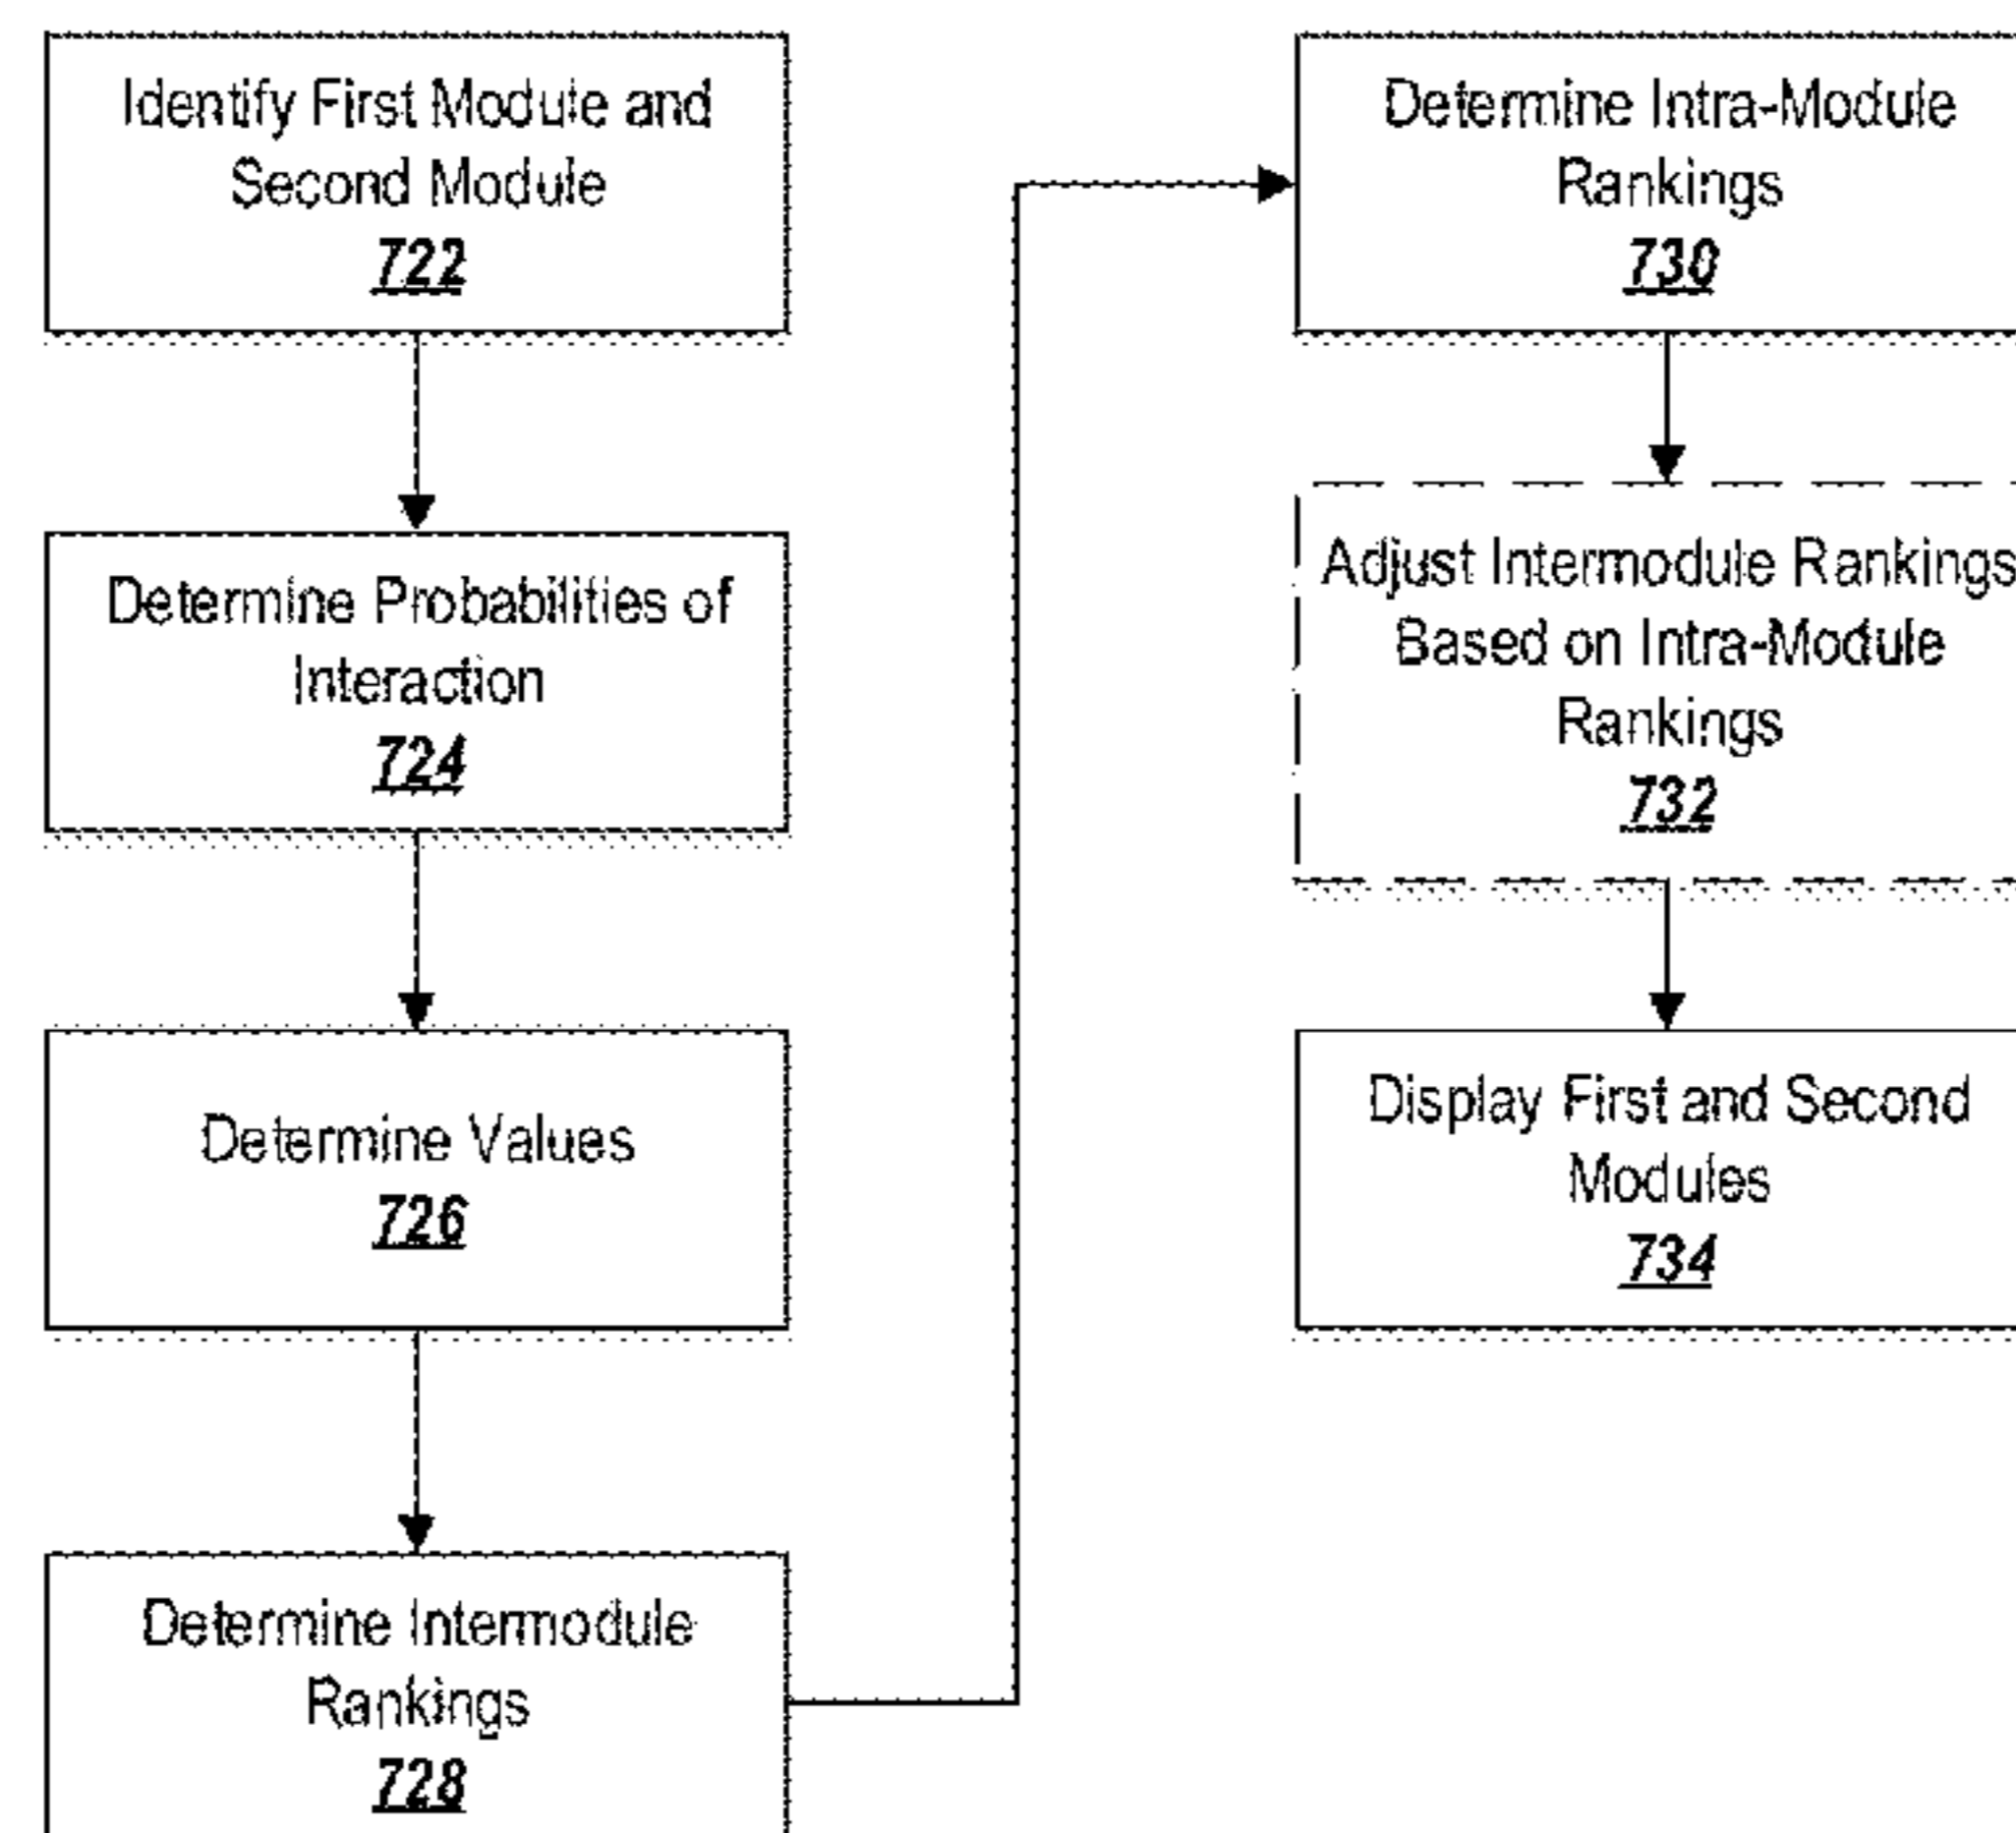 Identify First Module and
Second Module
722
Determine Probabilities of
Interaction
724
Determine Values
726
Determine Intermodule
Rankings
728
Determine Intra-Module
Rankings
730
Adjust Intermodule Rankings
Based on Intra-Module
Rankings
732
Display First and Second
Modules
734